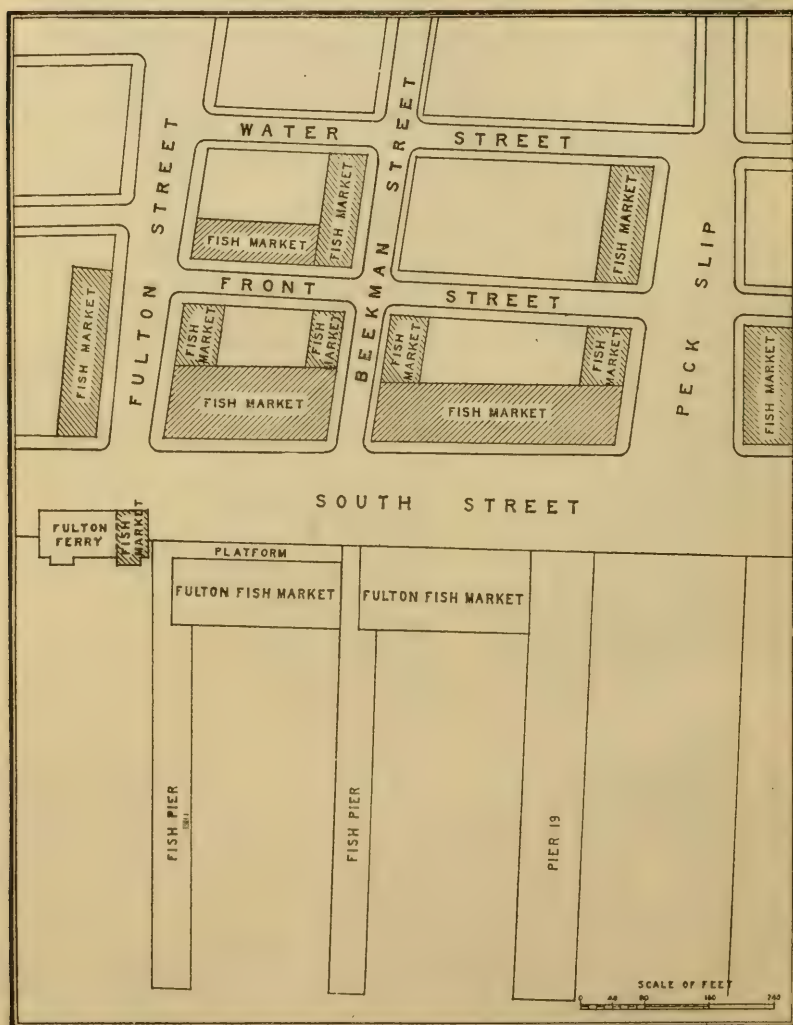 WATER STREET
FULTON STREET
BEEKMAN STREET
PECK SLIP
FISH MARKET
FISH MARKET
FISH MARKET
FRONT STREET
FISH MARKET
FISH MARKET
FISH MARKET
FISH MARKET
FISH MARKET
FISH MARKET
FISH MARKET
FISH MARKET
SOUTH STREET
FULTON
FERRY
FISH
MARKET
PLATFORM
FULTON FISH MARKET
FULTON FISH MARKET
FISH PIER
FISH PIER
PIER 19
SCALE OF FEET
0 40 80 160 240